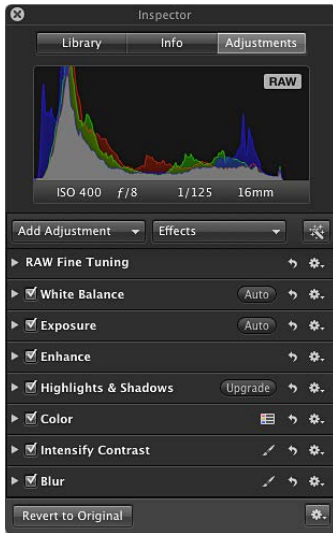 Inspector
Library Info Adjustments
RAW
ISO 400 ƒ/8 1/125 16mm
Add Adjustment Effects
RAW Fine Tuning
White Balance Auto
Exposure Auto
Enhance
Highlights & Shadows Upgrade
Color
Intensify Contrast
Blur
Revert to Original